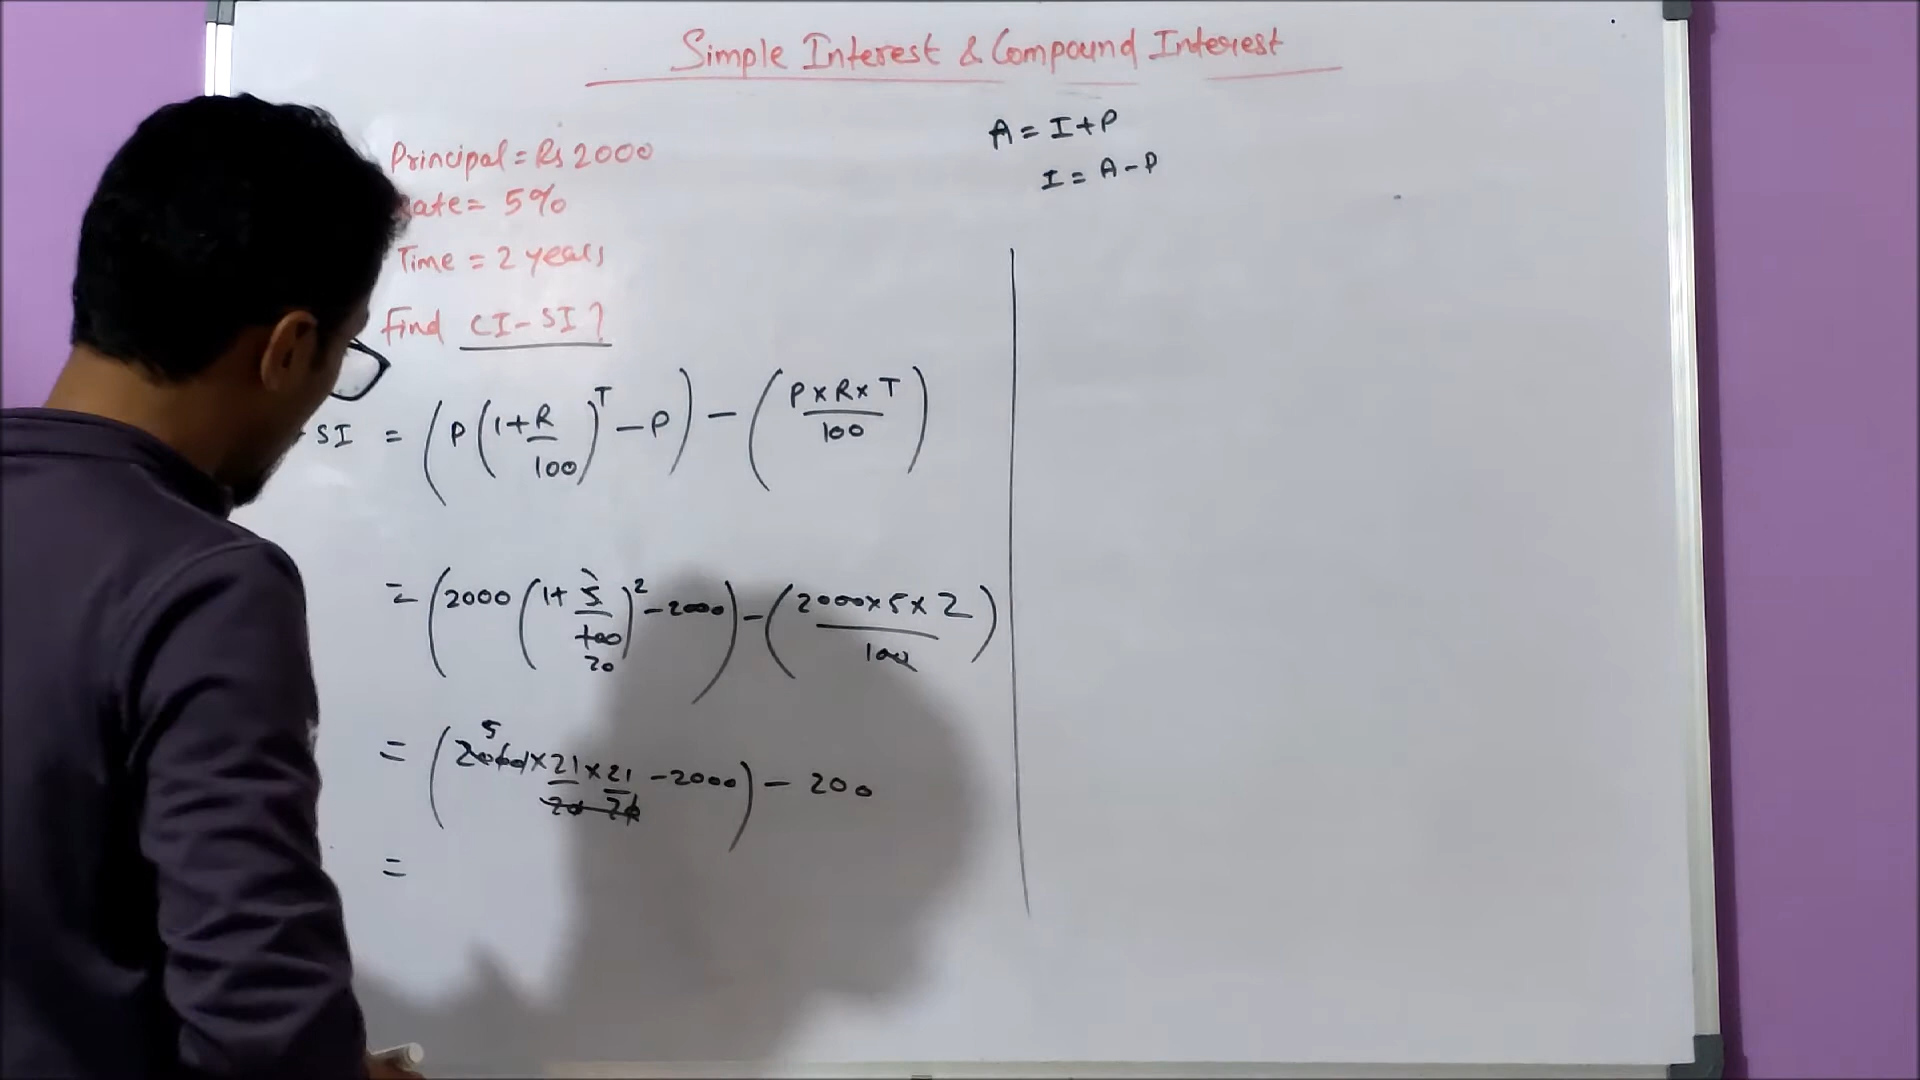 Simple Interest & Compound Interest
A = I+P
I = A-P
Principal = Rs 2000
Rate = 5%
Time = 2 years
Find CI-SI?
- SI = (P(1+R/100)^T - P) - (P×R×T/100)
= (2000(1+5/100)^2 - 2000) - (2000×5×2/100)
20
5
= (2000×21/20×21/20 - 2000) - 200
=